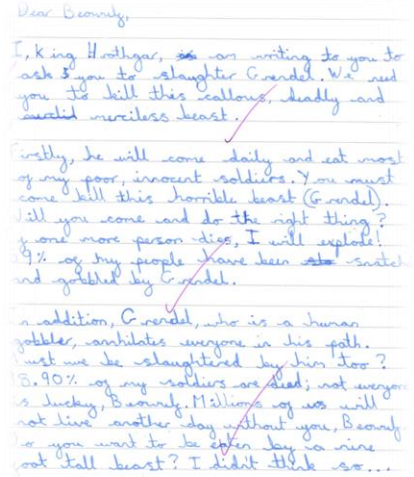 Dear Beowulf,
I, king Hrothgar, am writing to you to
ask you to slaughter Grendel. We need
you to kill this callous, deadly and
merciless beast.
Firstly, he will come daily and eat most
of my poor, innocent soldiers. You must
come kill this horrible beast (Grendel).
Will you come and do the right thing?
If one more person dies, I will explode!
9% of my people have been snatch
and gobbled by Grendel.
In addition, Grendel, who is a human
gobbler, annhilates everyone in his path.
Must we be slaughtered by him too?
8.90% of my soldiers are died; not everyone
is lucky, Beowulf. Millions of us will
not live another day without you, Beowulf.
Do you want to be eaten by a nine
foot tall beast? I didn't think so...